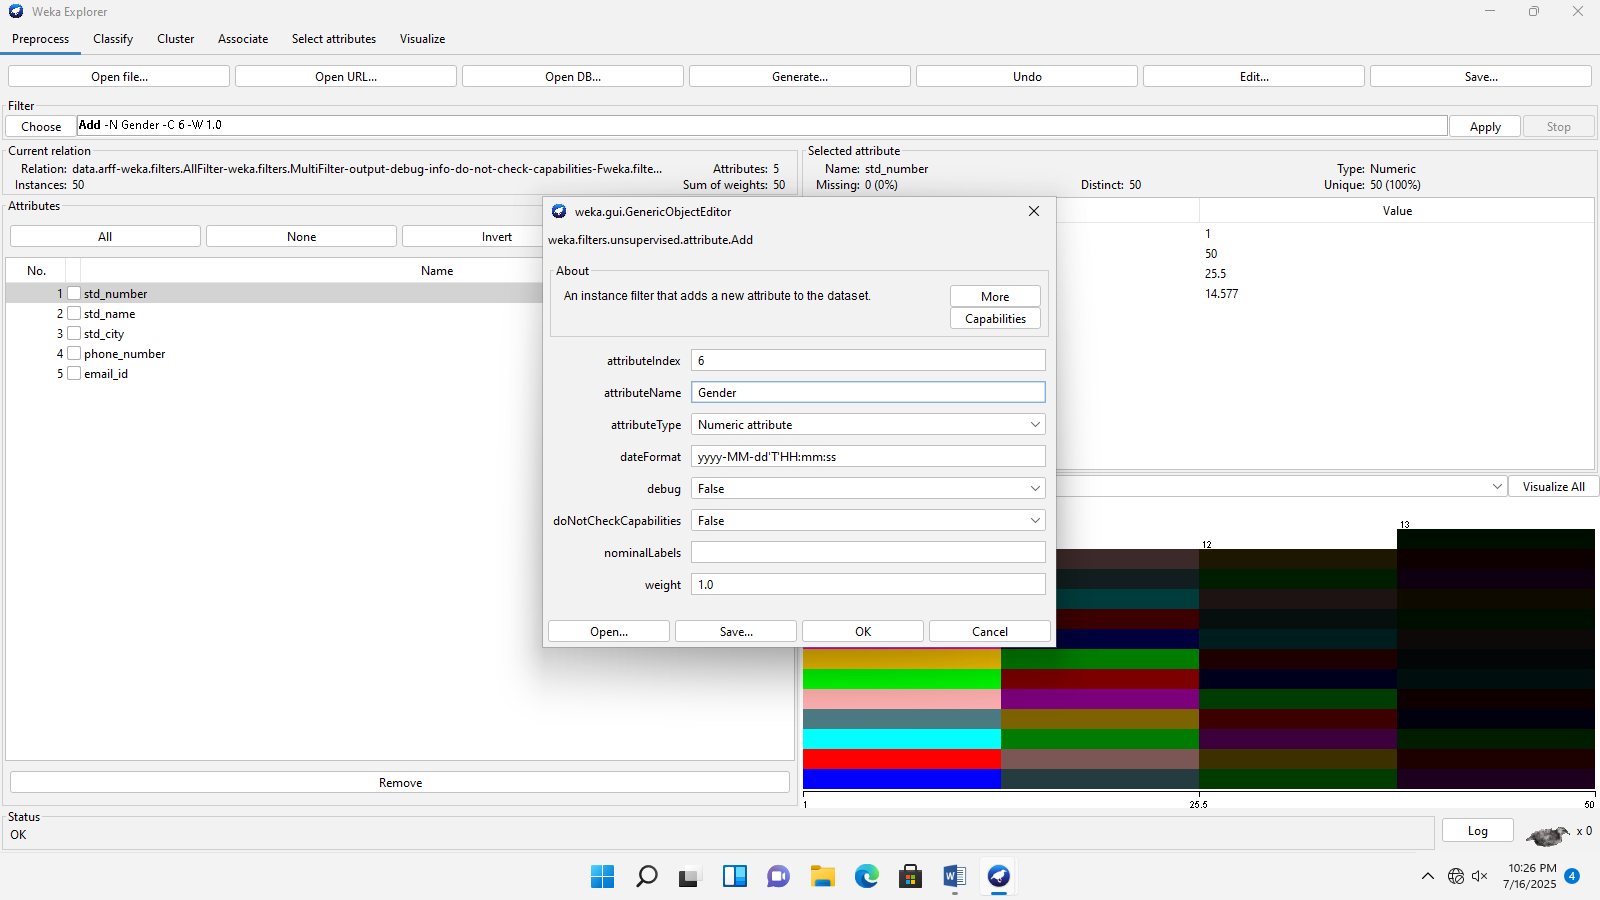 Weka Explorer
Preprocess Classify Cluster Associate Select attributes Visualize
Open file... Open URL... Open DB... Generate... Undo Edit... Save...
Filter
Choose Add -N Gender -C 6 -W 1.0 Apply Stop
Current relation
Relation: data.arff-weka.filters.AllFilter-weka.filters.MultiFilter-output-debug-info-do-not-check-capabilities-Fweka.filte... Attributes: 5
Instances: 50 Sum of weights: 50
Selected attribute
Name: std_number Type: Numeric
Missing: 0 (0%) Distinct: 50 Unique: 50 (100%)
Attributes
All None Invert
No. Name
1 std_number
2 std_name
3 std_city
4 phone_number
5 email_id
Remove
Value
1
50
25.5
14.577
weka.gui.GenericObjectEditor
weka.filters.unsupervised.attribute.Add
About
An instance filter that adds a new attribute to the dataset. More
Capabilities
attributeIndex 6
attributeName Gender
attributeType Numeric attribute
dateFormat yyyy-MM-dd'T'HH:mm:ss
debug False
doNotCheckCapabilities False
nominalLabels
weight 1.0
Open... Save... OK Cancel
Visualize All
13
12
1 25.5 50
Status
OK
Log x 0
10:26 PM
7/16/2025 4